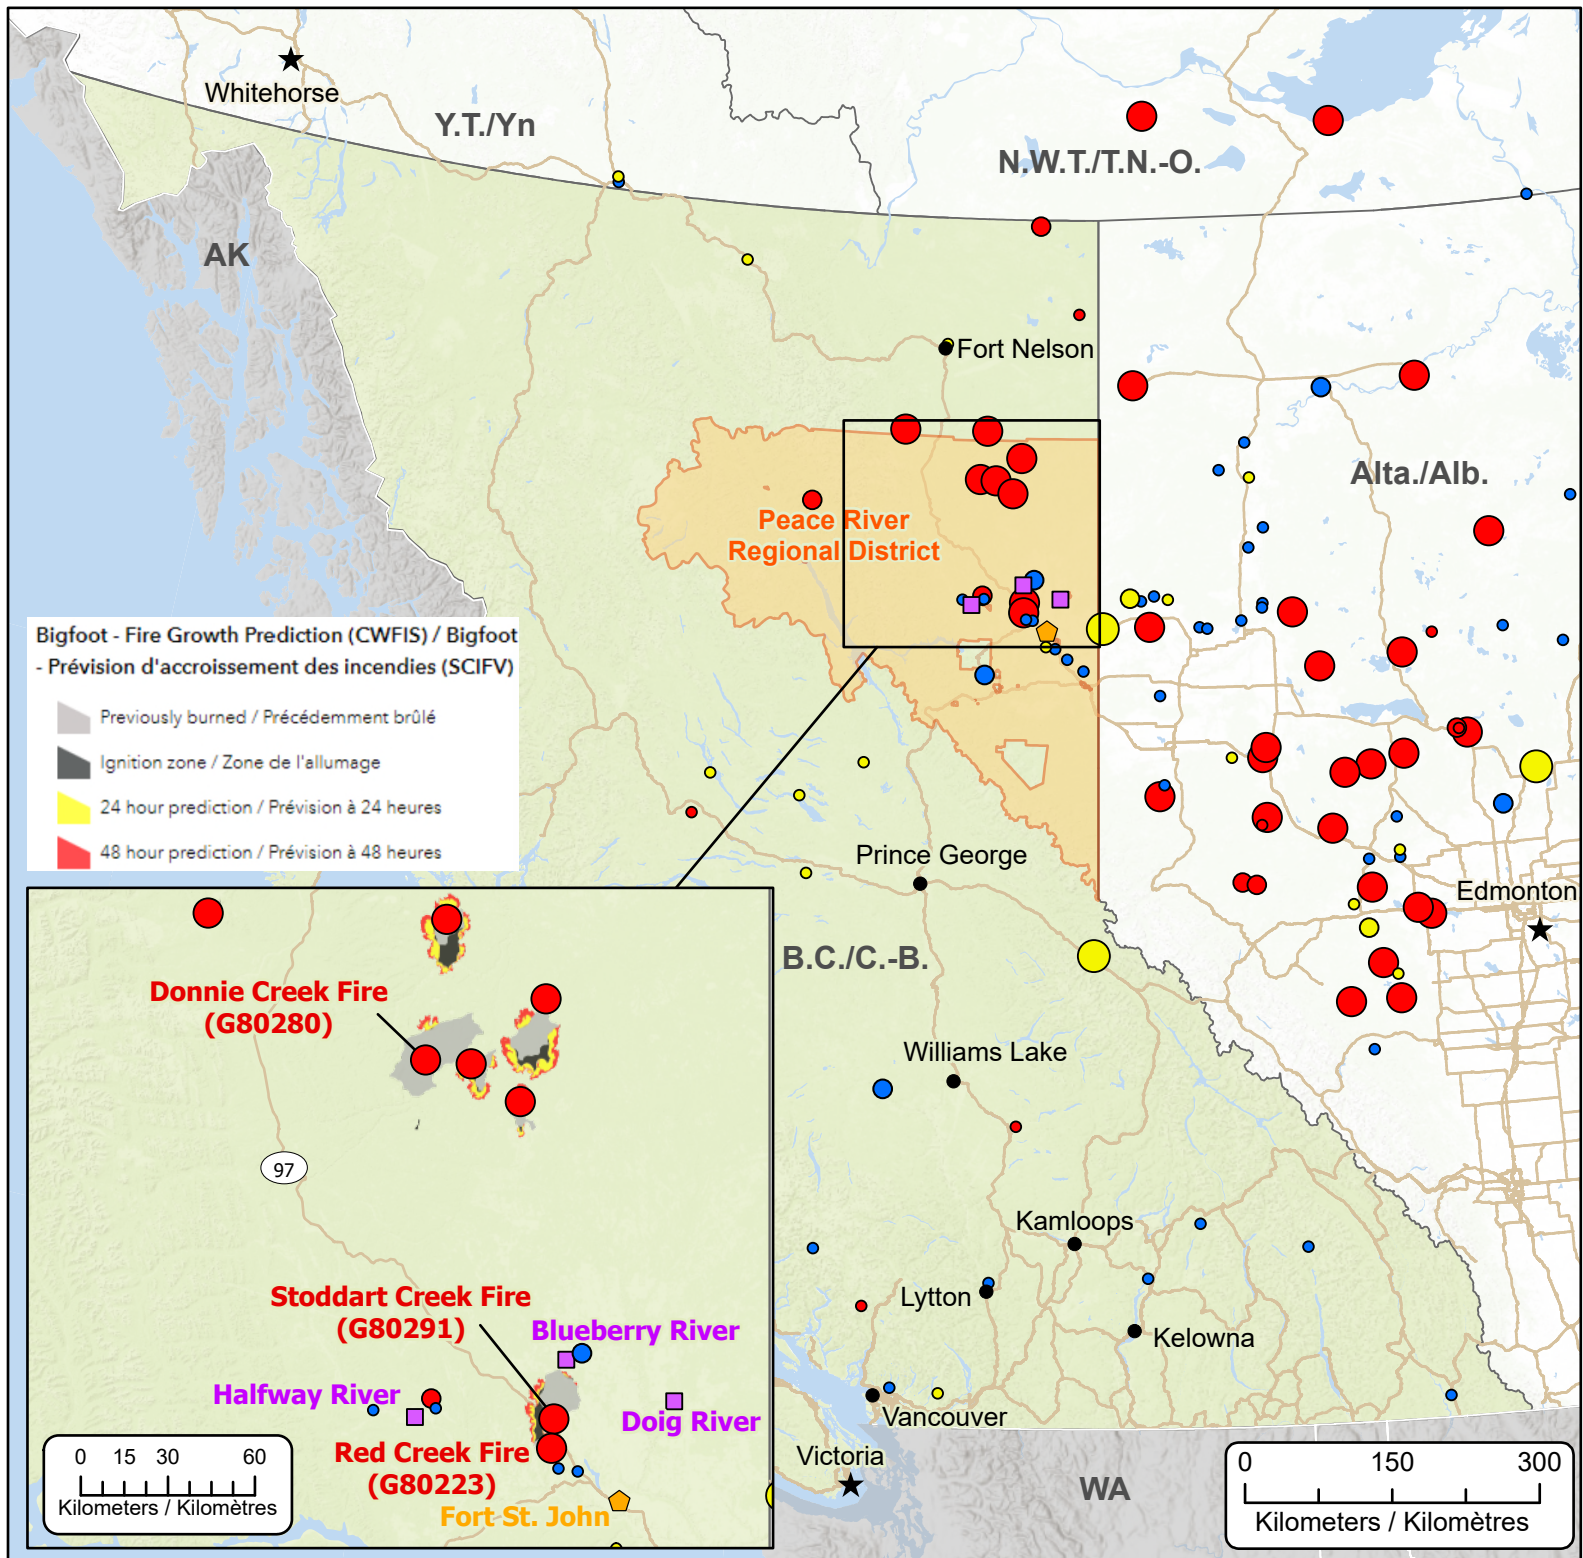 Whitehorse
Y.T./Yn
N.W.T./T.N.-O.
AK
Fort Nelson
Alta./Alb.
Peace River
Regional District
Bigfoot - Fire Growth Prediction (CWFIS) / Bigfoot
- Prévision d'accroissement des incendies (SCIFV)
Previously burned / Précédemment brûlé
Ignition zone / Zone de l'allumage
24 hour prediction / Prévision à 24 heures
48 hour prediction / Prévision à 48 heures
Prince George
Edmonton
B.C./C.-B.
Donnie Creek Fire
(G80280)
Williams Lake
97
Kamloops
Stoddart Creek Fire
(G80291)
Lytton
Blueberry River
Kelowna
Halfway River
Doig River
Vancouver
Red Creek Fire
(G80223)
Victoria
Fort St. John
WA
0 15 30 60
Kilometers / Kilomètres
0 150 300
Kilometers / Kilomètres